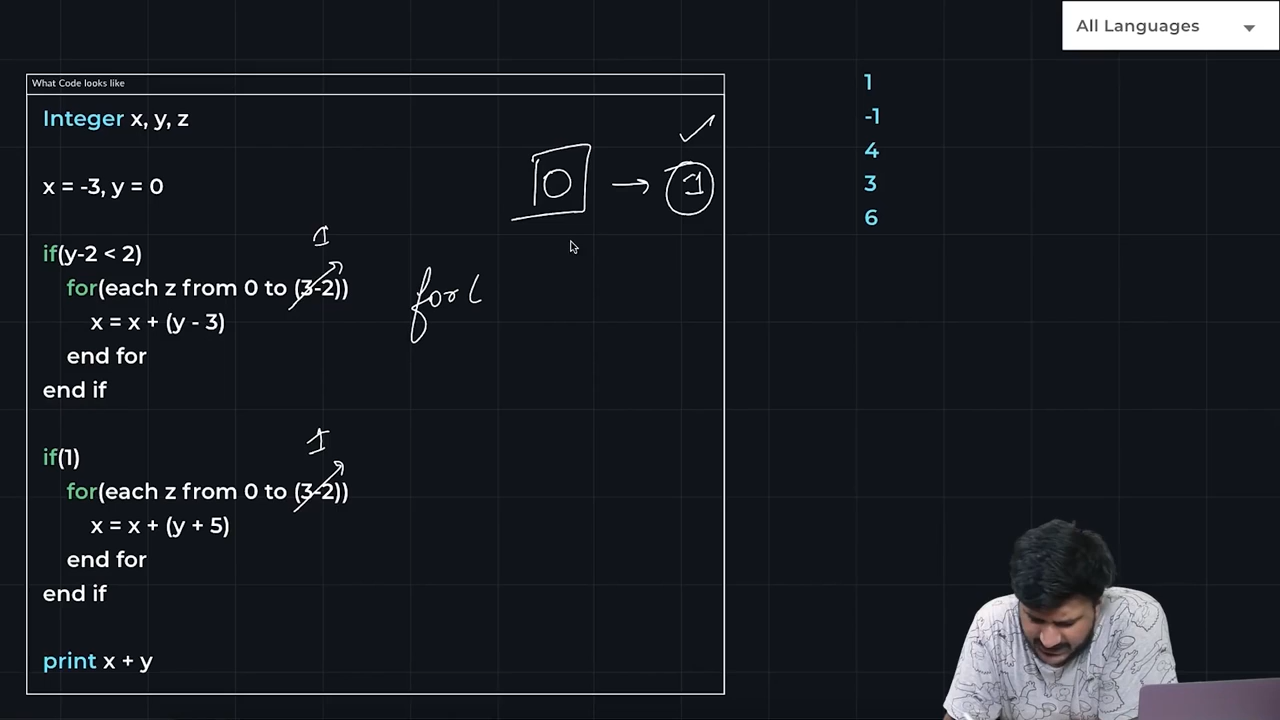 All Languages
What Code looks like
Integer x, y, z
x = -3, y = 0
if(y-2 < 2)
for(each z from 0 to (3-2))
x = x + (y - 3)
end for
end if
if(1)
for(each z from 0 to (3-2))
x = x + (y + 5)
end for
end if
print x + y
0 → 1
1
for(
1
1
-1
4
3
6